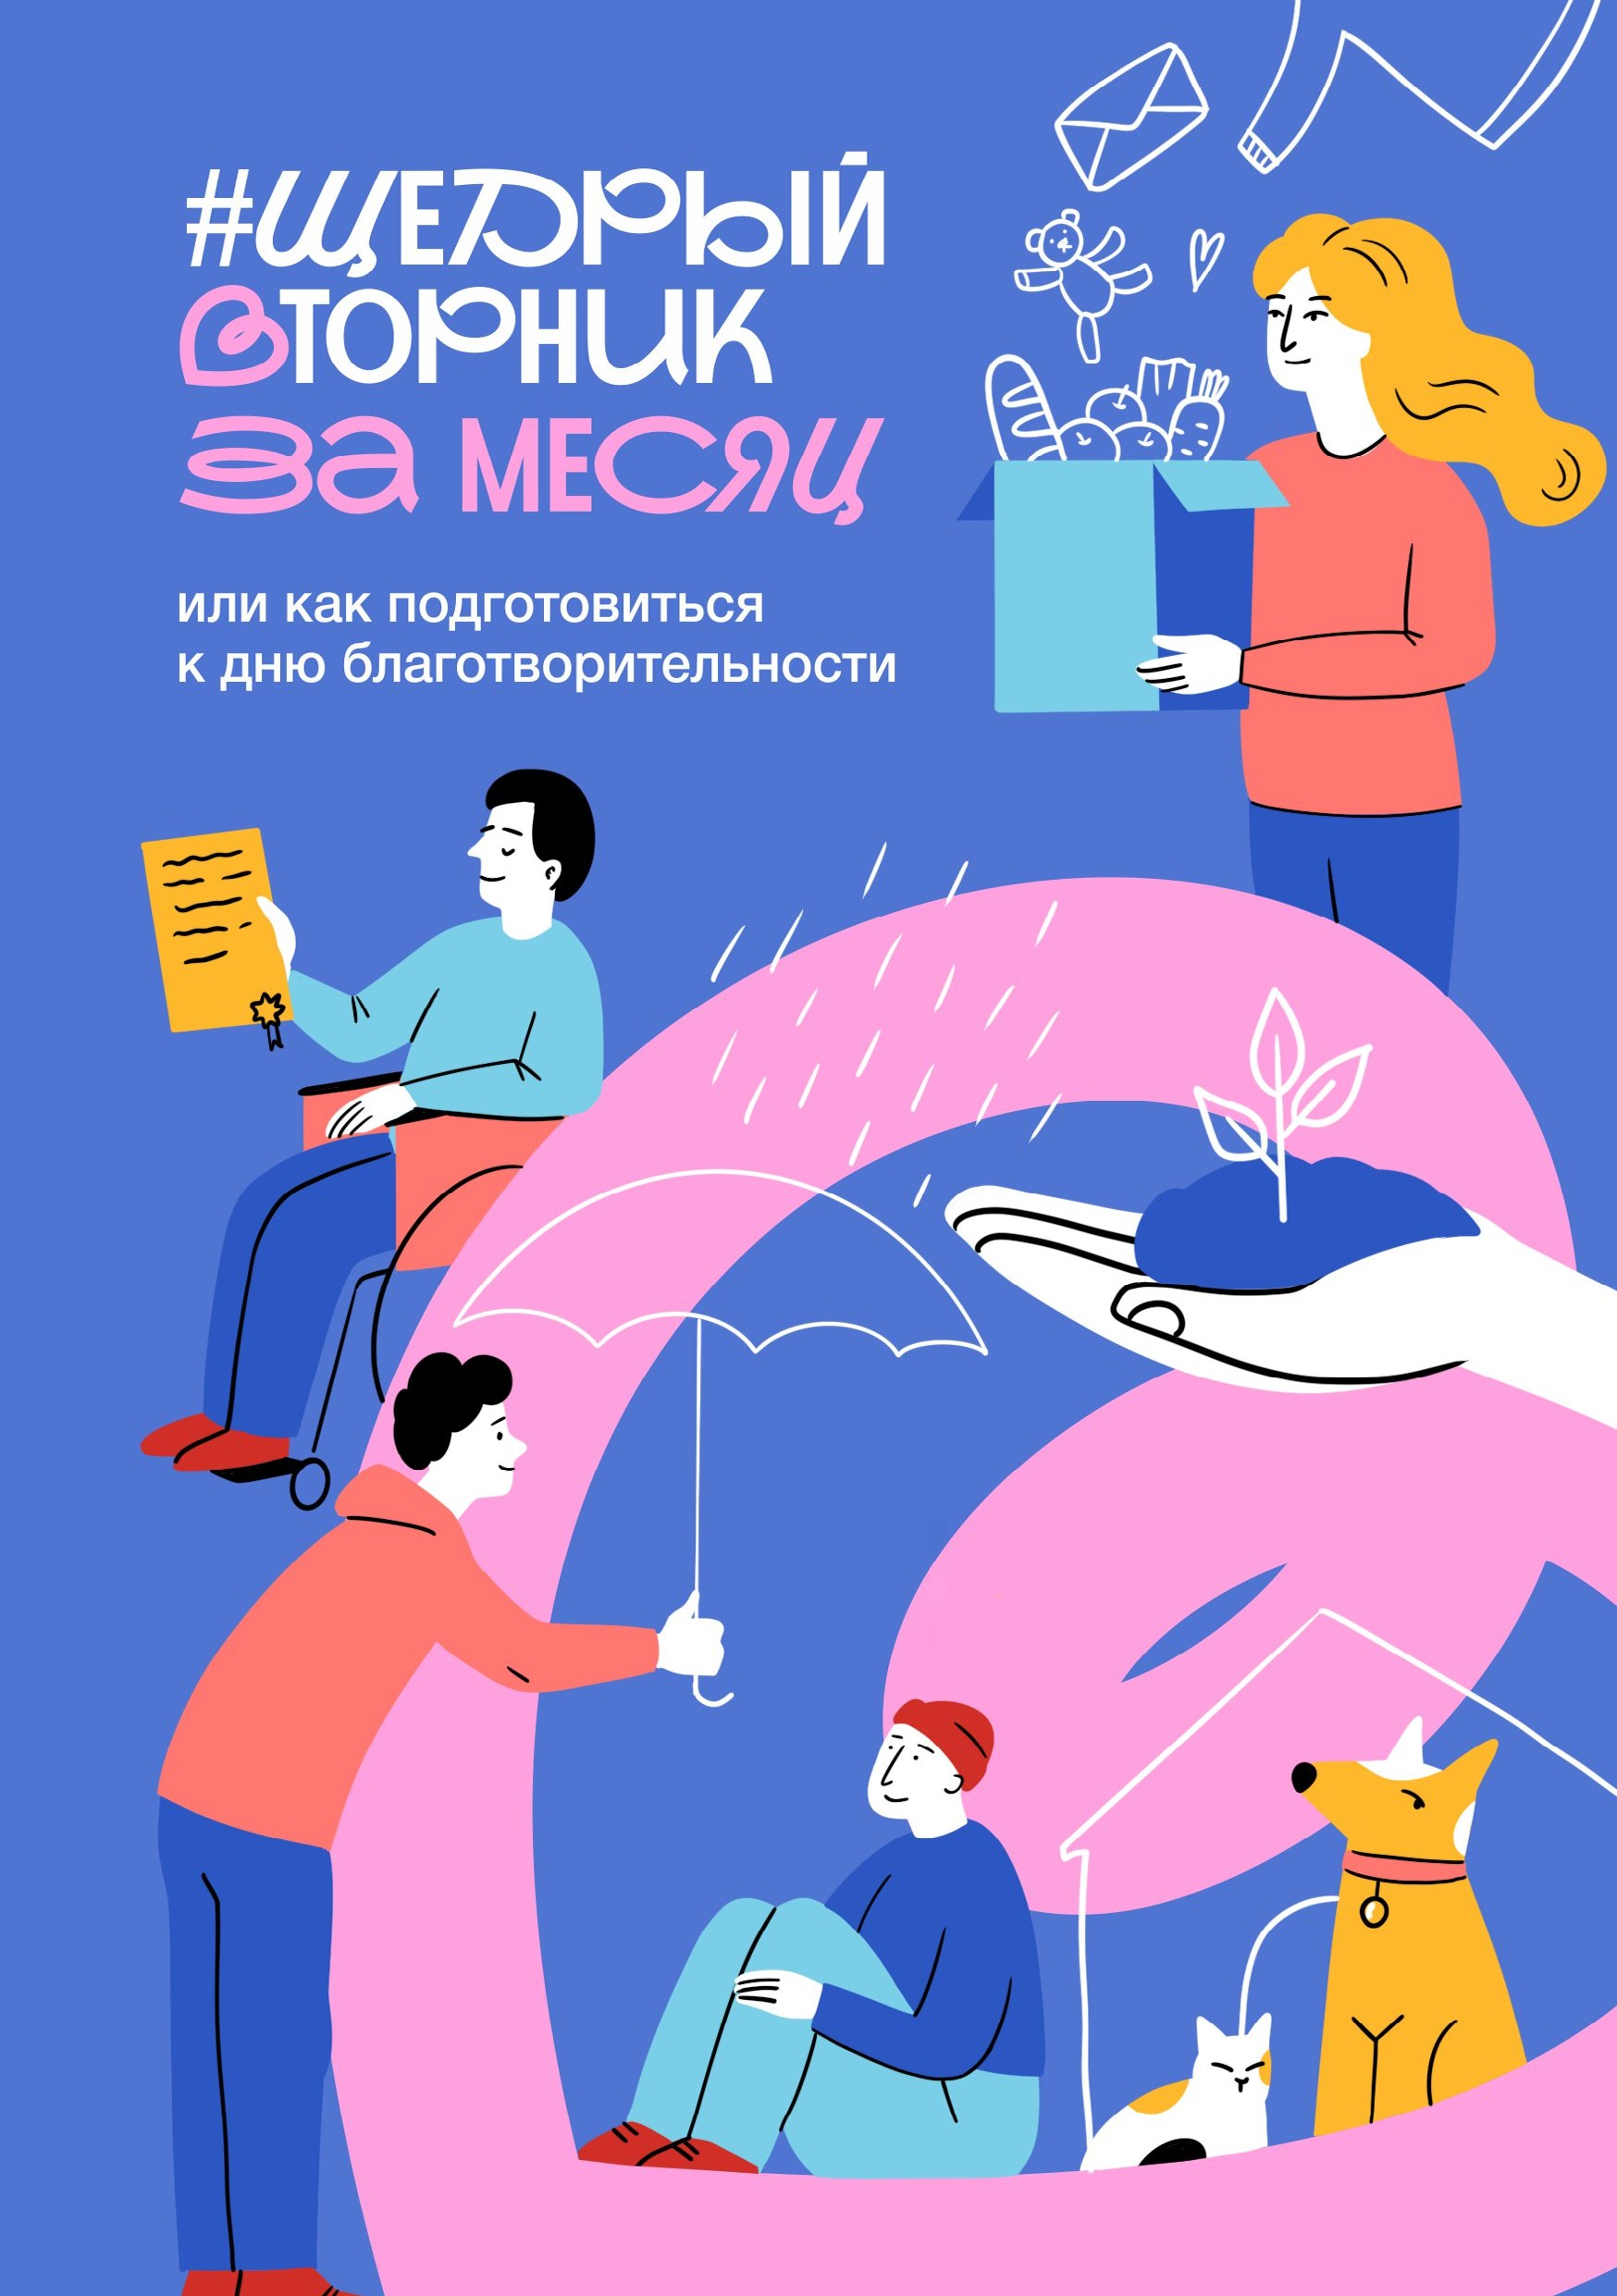 #ЩЕДРЫЙ
ВТОРНИК
за месяц
или как подготовиться
к дню благотворительности